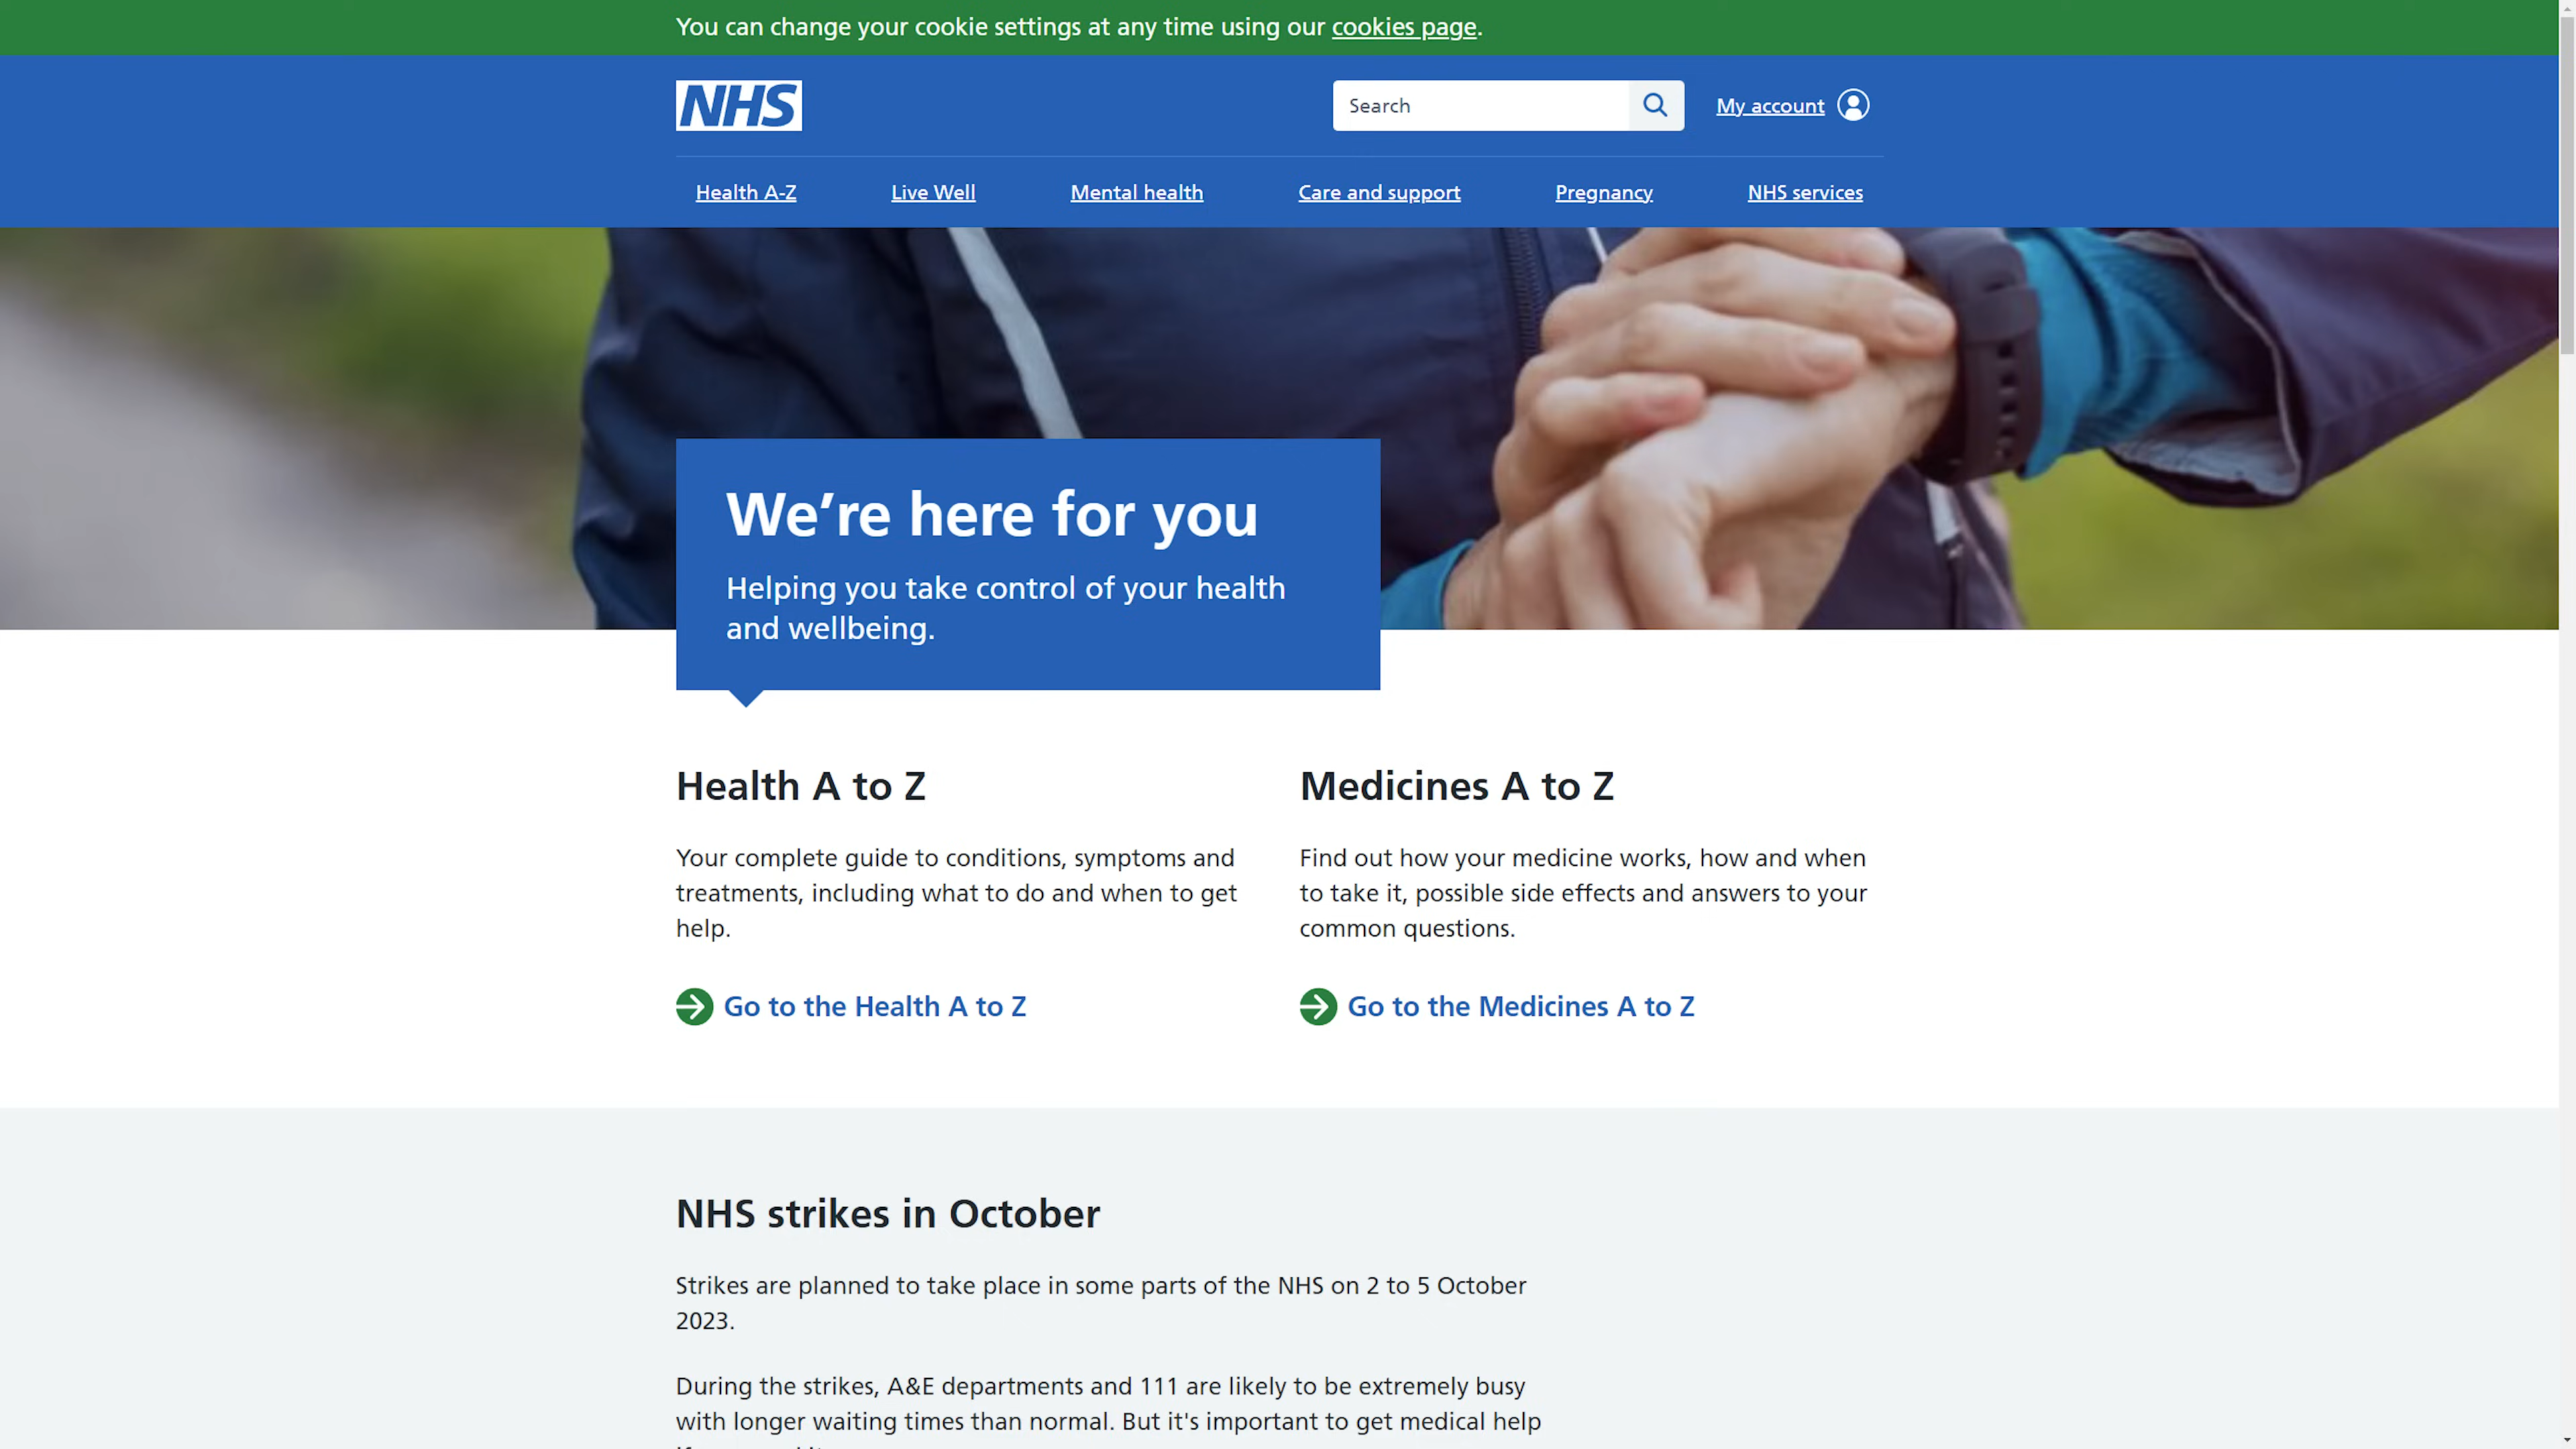 You can change your cookie settings at any time using our cookies page.
NHS
Search
My account
Health A-Z
Live Well
Mental health
Care and support
Pregnancy
NHS services
We’re here for you
Helping you take control of your health
and wellbeing.
Health A to Z
Your complete guide to conditions, symptoms and
treatments, including what to do and when to get
help.
Go to the Health A to Z
Medicines A to Z
Find out how your medicine works, how and when
to take it, possible side effects and answers to your
common questions.
Go to the Medicines A to Z
NHS strikes in October
Strikes are planned to take place in some parts of the NHS on 2 to 5 October
2023.
During the strikes, A&E departments and 111 are likely to be extremely busy
with longer waiting times than normal. But it's important to get medical help